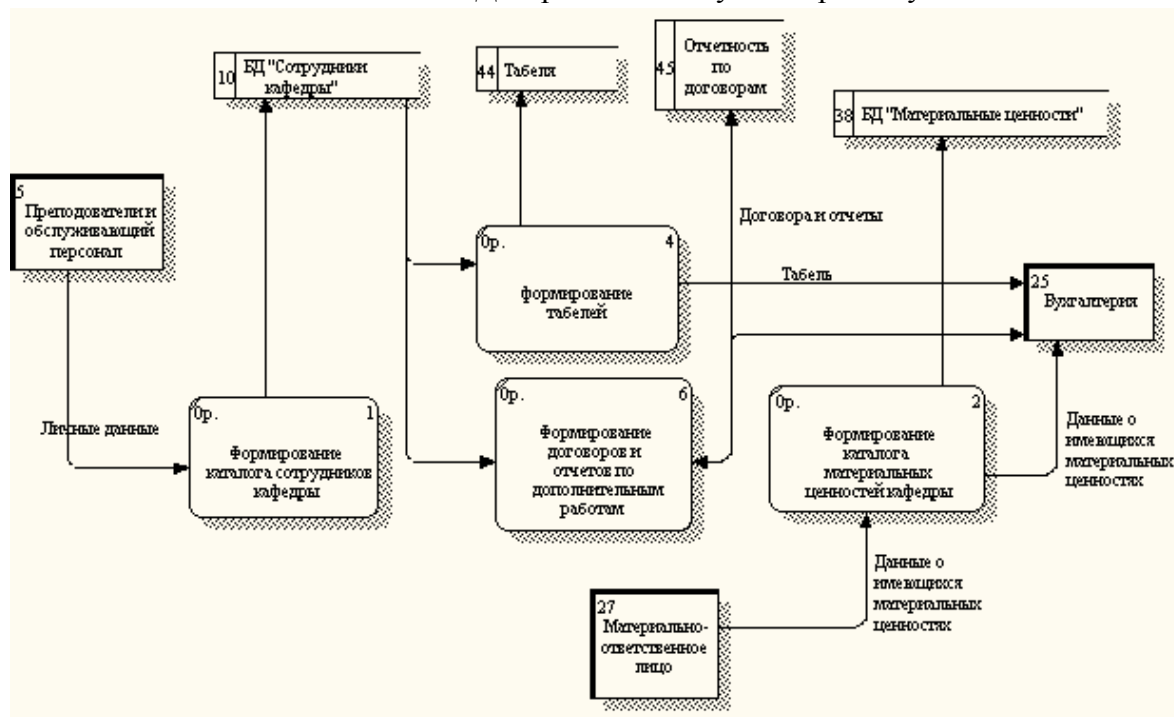 10
БД "Сотрудники
кафедры"
44
Табеля
45
Отчетность
по
договорам
38
БД "Материальные ценности"
5
Преподователи и
обслуживающий
персонал
Договора и отчеты
0р.
4
формирование
табелей
Табель
25
Бухгалтерия
0р.
1
Формирование
каталога сотрудников
кафедры
Личные данные
0р.
6
Формирование
договоров и
отчетов по
дополнительным
работам
0р.
2
Формирование
каталога
материальных
ценностей кафедры
Данные о
имеющихся
материальных
ценностях
Данные о
имеющихся
материальных
ценностях
27
Материально-
ответственное
лицо